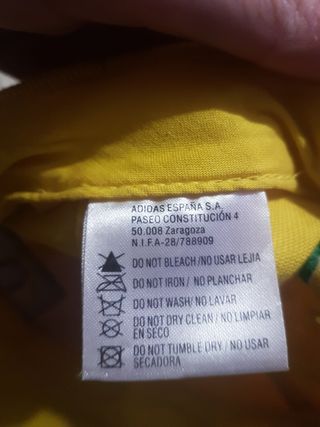 ADIDAS ESPAÑA S.A.
PASEO CONSTITUCIÓN 4
50.008 Zaragoza
N.I.F.A-28/788909
DO NOT BLEACH/NO USAR LEJIA
DO NOT IRON / NO PLANCHAR
DO NOT WASH/NO LAVAR
DO NOT DRY CLEAN / NO LIMPIAR
EN SECO
DO NOT TUMBLE DRY / NO USAR
SECADORA